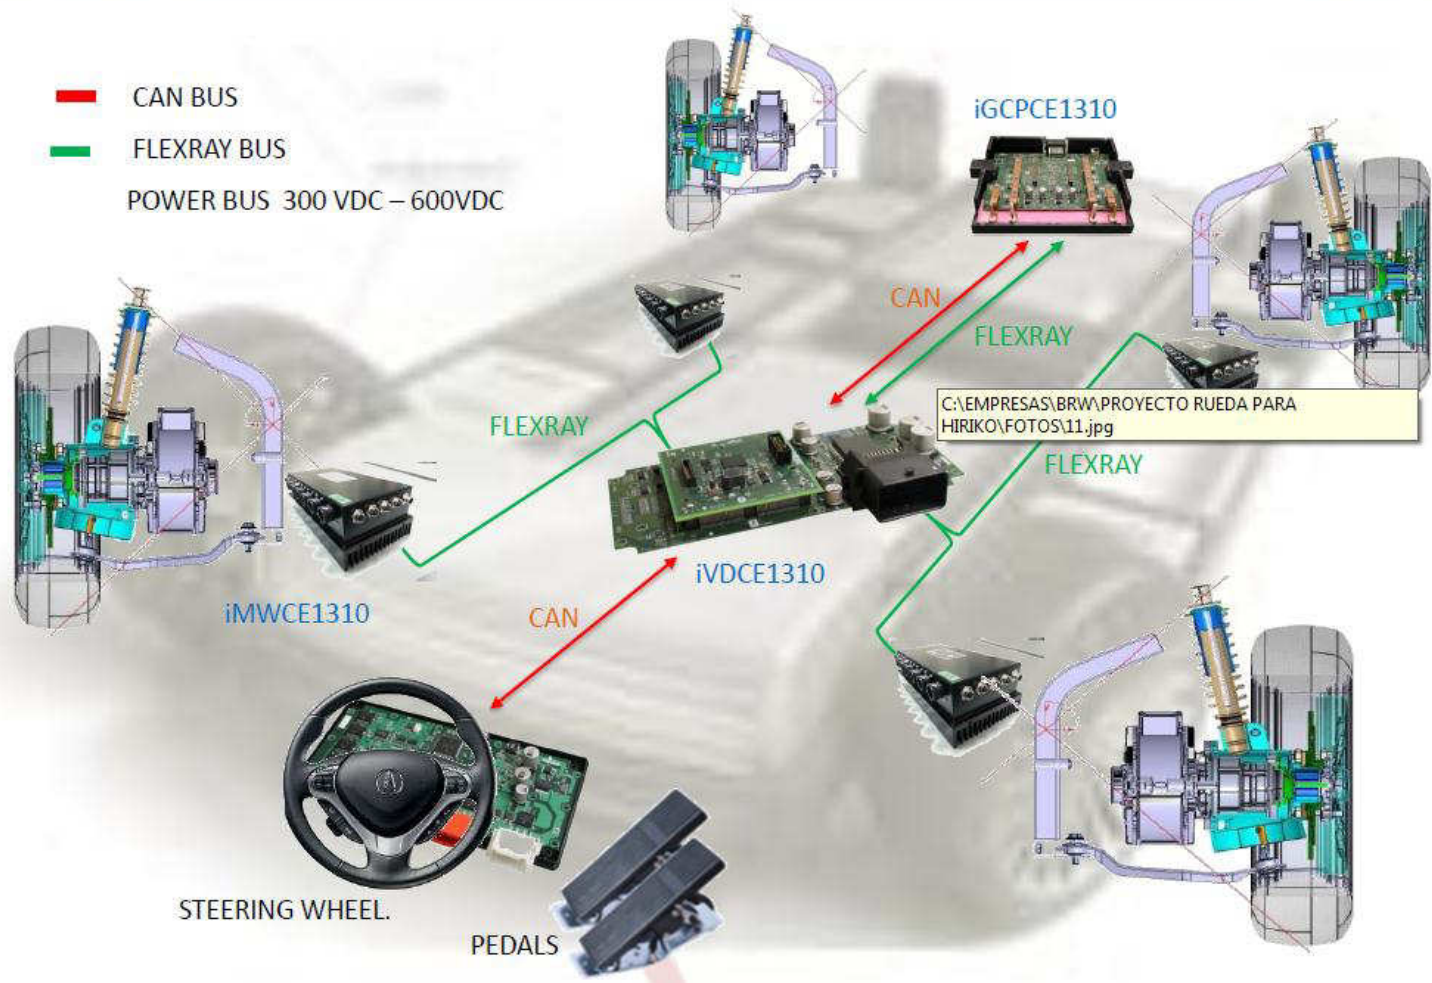 CAN BUS
FLEXRAY BUS
POWER BUS 300 VDC – 600VDC
iGCPCE1310
CAN
FLEXRAY
C:\EMPRESAS\BRW\PROYECTO RUEDA PARA
HIRIKO\FOTOS\11.jpg
FLEXRAY
FLEXRAY
iVDCE1310
iMWCE1310
CAN
STEERING WHEEL.
PEDALS